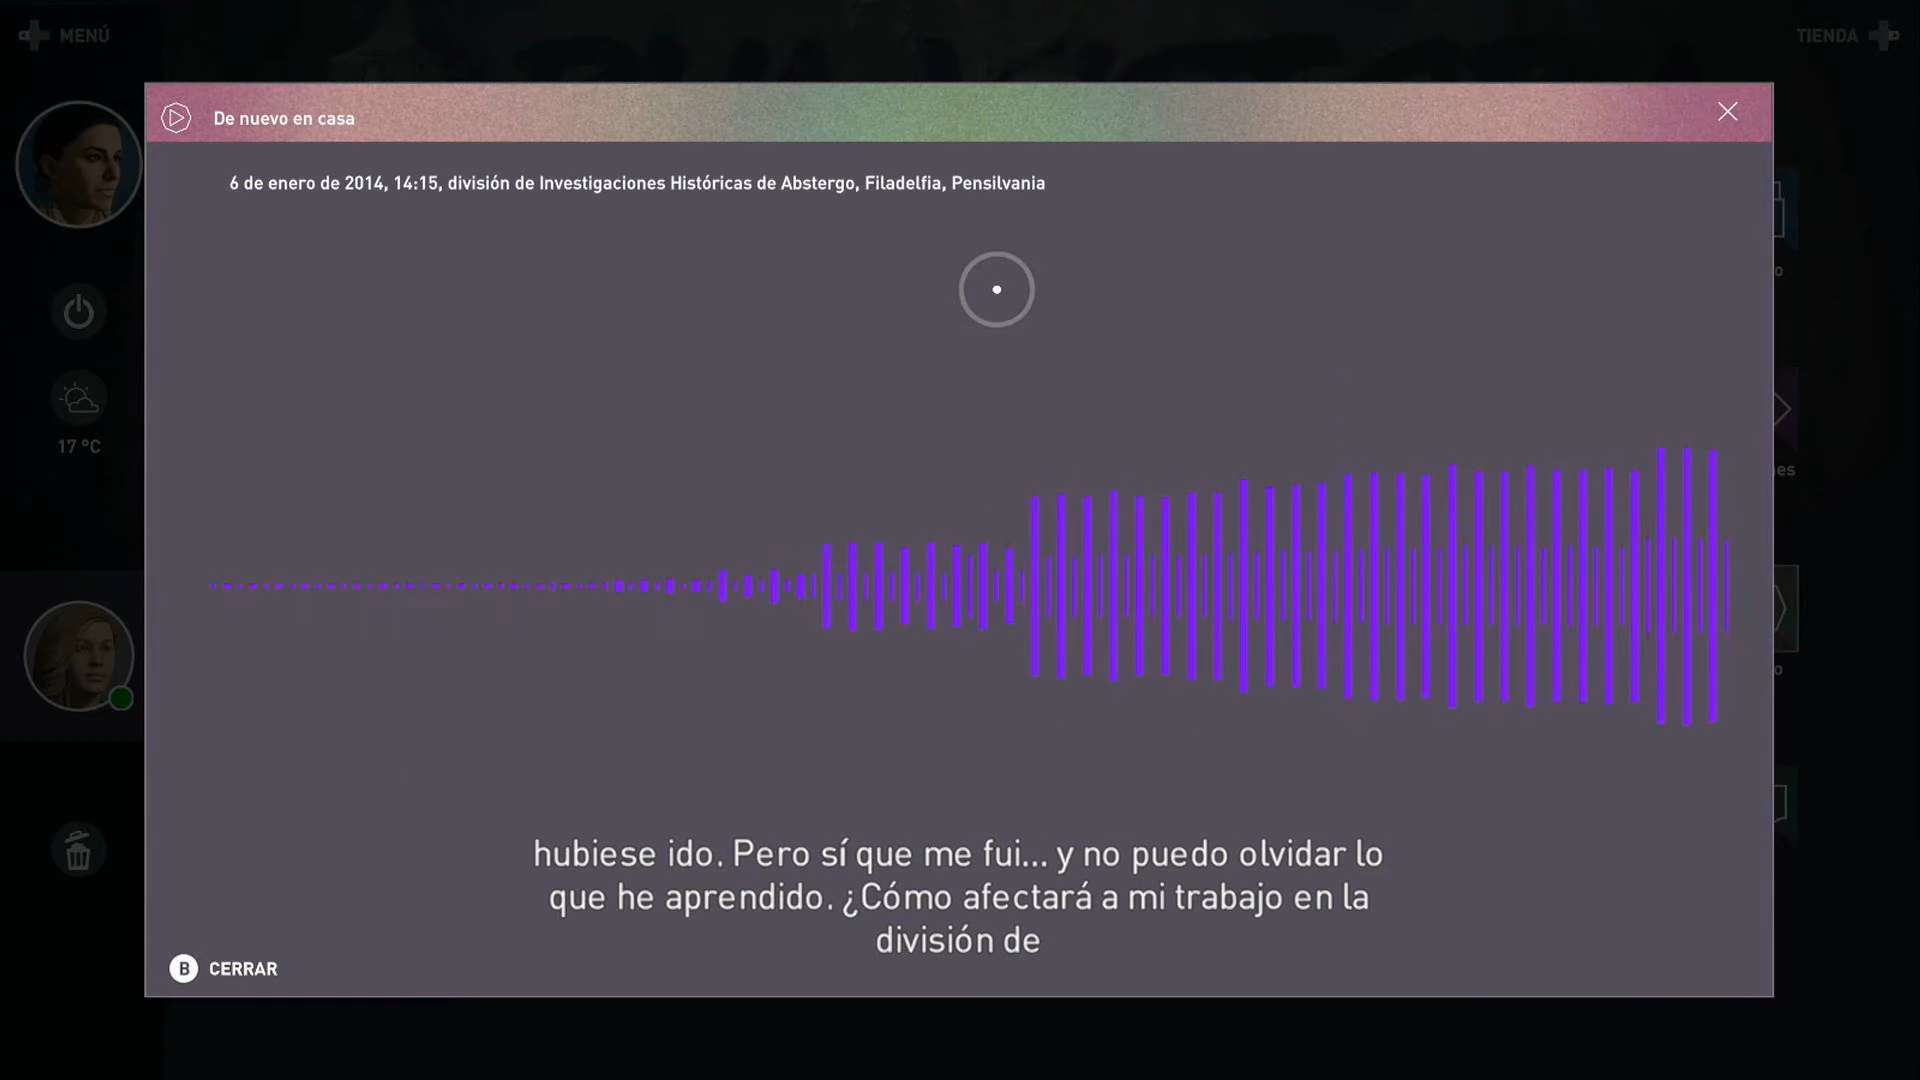 MENÚ
TIENDA
De nuevo en casa
6 de enero de 2014, 14:15, división de Investigaciones Históricas de Abstergo, Filadelfia, Pensilvania
17 °C
hubiese ido. Pero sí que me fui... y no puedo olvidar lo
que he aprendido. ¿Cómo afectará a mi trabajo en la
división de
B CERRAR